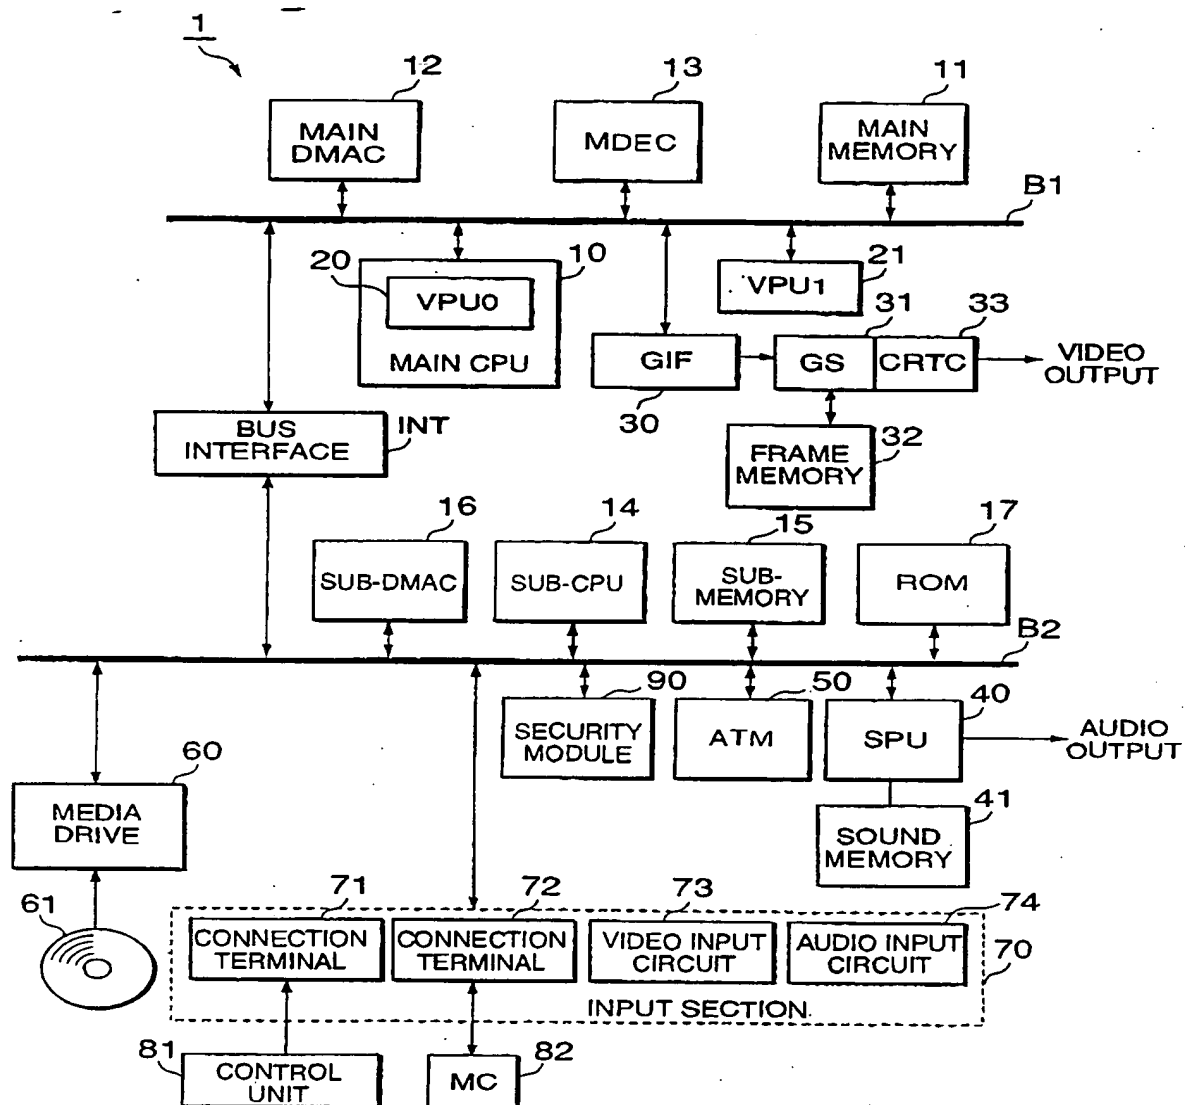 1
12
13
11
MAIN
DMAC
MDEC
MAIN
MEMORY
B1
20
10
21
VPU0
MAIN CPU
VPU1
31
33
GIF
30
GS
CRTC
VIDEO
OUTPUT
BUS
INTERFACE
INT
FRAME
MEMORY
32
16
14
15
17
SUB-DMAC
SUB-CPU
SUB-
MEMORY
ROM
B2
90
50
40
SECURITY
MODULE
ATM
SPU
AUDIO
OUTPUT
60
MEDIA
DRIVE
41
SOUND
MEMORY
61
71
72
73
74
CONNECTION
TERMINAL
CONNECTION
TERMINAL
VIDEO INPUT
CIRCUIT
AUDIO INPUT
CIRCUIT
70
INPUT SECTION
81
CONTROL
UNIT
MC
82